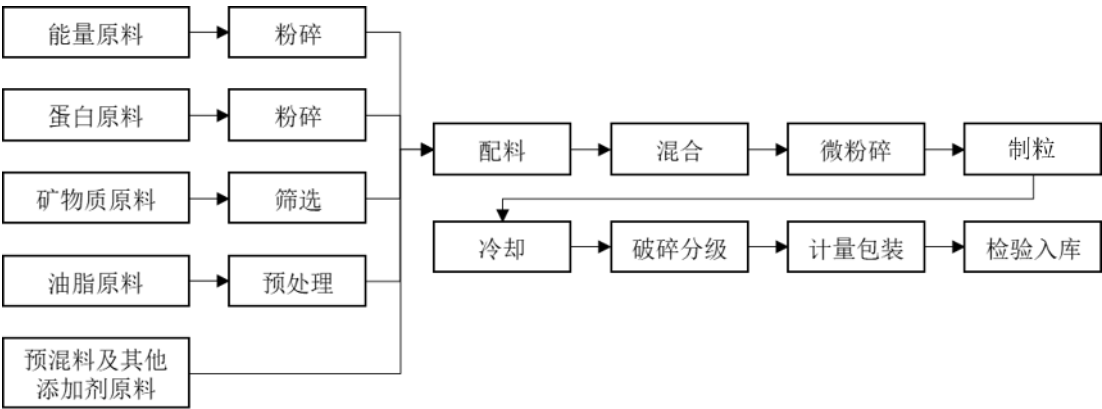 能量原料
粉碎
蛋白原料
粉碎
矿物质原料
筛选
油脂原料
预处理
预混料及其他
添加剂原料
配料
混合
微粉碎
制粒
冷却
破碎分级
计量包装
检验入库